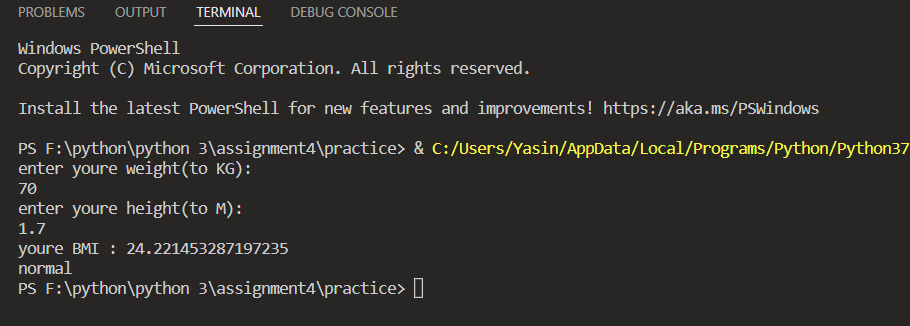 PROBLEMS OUTPUT TERMINAL DEBUG CONSOLE
Windows PowerShell
Copyright (C) Microsoft Corporation. All rights reserved.
Install the latest PowerShell for new features and improvements! https://aka.ms/PSWindows
PS F:\python\python 3\assignment4\practice> & C:/Users/Yasin/AppData/Local/Programs/Python/Python37
enter youre weight(to KG):
70
enter youre height(to M):
1.7
youre BMI : 24.221453287197235
normal
PS F:\python\python 3\assignment4\practice>